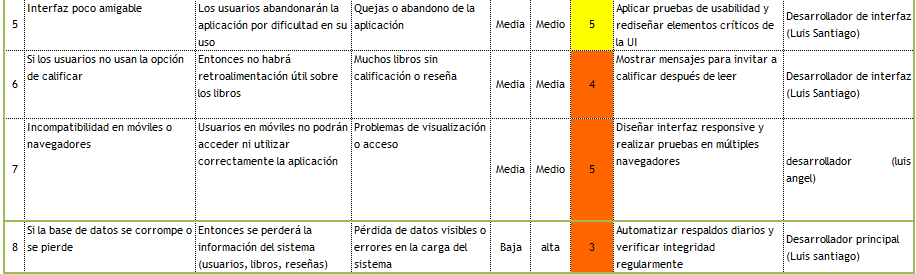 5
Interfaz poco amigable
Los usuarios abandonarán la
aplicación por dificultad en su
uso
Quejas o abandono de la
aplicación
Media
Medio
5
Aplicar pruebas de usabilidad y
rediseñar elementos críticos de
la UI
Desarrollador de interfaz
(Luis Santiago)
6
Si los usuarios no usan la opción
de calificar
Entonces no habrá
retroalimentación útil sobre
los libros
Muchos libros sin
calificación o reseña
Media
Medio
4
Mostrar mensajes para invitar a
calificar después de leer
Desarrollador de interfaz
(Luis Santiago)
7
Incompatibilidad en móviles o
navegadores
Usuarios en móviles no podrán
acceder ni utilizar
correctamente la aplicación
Problemas de visualización
o acceso
Media
Medio
5
Diseñar interfaz responsive y
realizar pruebas en múltiples
navegadores
desarrollador (luis
angel)
8
Si la base de datos se corrompe o
se pierde
Entonces se perderá la
información del sistema
(usuarios, libros, reseñas)
Pérdida de datos visibles o
errores en la carga del
sistema
Baja
alta
3
Automatizar respaldos diarios y
verificar integridad
regularmente
Desarrollador principal
(Luis santiago)